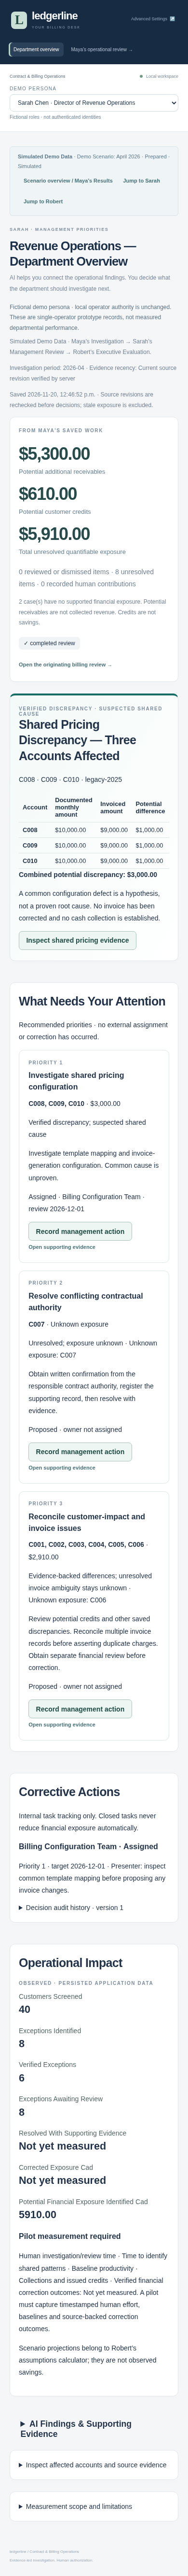 L ledgerline
YOUR BILLING DESK
Advanced Settings
Department overview
Maya's operational review →
Contract & Billing Operations
Local workspace
DEMO PERSONA
Sarah Chen · Director of Revenue Operations
Fictional roles · not authenticated identities
Simulated Demo Data · Demo Scenario: April 2026 · Prepared ·
Simulated
Scenario overview / Maya's Results
Jump to Sarah
Jump to Robert
SARAH · MANAGEMENT PRIORITIES
Revenue Operations —
Department Overview
AI helps you connect the operational findings. You decide what
the department should investigate next.
Fictional demo persona · local operator authority is unchanged.
These are single-operator prototype records, not measured
departmental performance.
Simulated Demo Data · Maya's Investigation → Sarah's
Management Review → Robert's Executive Evaluation.
Investigation period: 2026-04 · Evidence recency: Current source
revision verified by server
Saved 2026-11-20, 12:46:52 p.m. · Source revisions are
rechecked before decisions; stale exposure is excluded.
FROM MAYA'S SAVED WORK
$5,300.00
Potential additional receivables
$610.00
Potential customer credits
$5,910.00
Total unresolved quantifiable exposure
0 reviewed or dismissed items · 8 unresolved
items · 0 recorded human contributions
2 case(s) have no supported financial exposure. Potential
receivables are not collected revenue. Credits are not
savings.
✓ completed review
Open the originating billing review →
VERIFIED DISCREPANCY · SUSPECTED SHARED
CAUSE
Shared Pricing
Discrepancy — Three
Accounts Affected
C008 · C009 · C010 · legacy-2025
Account Documented monthly amount Invoiced amount Potential difference
C008 $10,000.00 $9,000.00 $1,000.00
C009 $10,000.00 $9,000.00 $1,000.00
C010 $10,000.00 $9,000.00 $1,000.00
Combined potential discrepancy: $3,000.00
A common configuration defect is a hypothesis,
not a proven root cause. No invoice has been
corrected and no cash collection is established.
Inspect shared pricing evidence
What Needs Your Attention
Recommended priorities · no external assignment
or correction has occurred.
PRIORITY 1
Investigate shared pricing
configuration
C008, C009, C010 · $3,000.00
Verified discrepancy; suspected shared
cause
Investigate template mapping and invoice-
generation configuration. Common cause is
unproven.
Assigned · Billing Configuration Team ·
review 2026-12-01
Record management action
Open supporting evidence
PRIORITY 2
Resolve conflicting contractual
authority
C007 · Unknown exposure
Unresolved; exposure unknown · Unknown
exposure: C007
Obtain written confirmation from the
responsible contract authority, register the
supporting record, then resolve with
evidence.
Proposed · owner not assigned
Record management action
Open supporting evidence
PRIORITY 3
Reconcile customer-impact and
invoice issues
C001, C002, C003, C004, C005, C006 ·
$2,910.00
Evidence-backed differences; unresolved
invoice ambiguity stays unknown ·
Unknown exposure: C006
Review potential credits and other saved
discrepancies. Reconcile multiple invoice
records before asserting duplicate charges.
Obtain separate financial review before
correction.
Proposed · owner not assigned
Record management action
Open supporting evidence
Corrective Actions
Internal task tracking only. Closed tasks never
reduce financial exposure automatically.
Billing Configuration Team · Assigned
Priority 1 · target 2026-12-01 · Presenter: inspect
common template mapping before proposing any
invoice changes.
▶ Decision audit history · version 1
Operational Impact
OBSERVED · PERSISTED APPLICATION DATA
Customers Screened
40
Exceptions Identified
8
Verified Exceptions
6
Exceptions Awaiting Review
8
Resolved With Supporting Evidence
Not yet measured
Corrected Exposure Cad
Not yet measured
Potential Financial Exposure Identified Cad
5910.00
Pilot measurement required
Human investigation/review time · Time to identify
shared patterns · Baseline productivity ·
Collections and issued credits · Verified financial
correction outcomes: Not yet measured. A pilot
must capture timestamped human effort,
baselines and source-backed correction
outcomes.
Scenario projections belong to Robert's
assumptions calculator; they are not observed
savings.
▶ AI Findings & Supporting
Evidence
▶ Inspect affected accounts and source evidence
▶ Measurement scope and limitations
ledgerline / Contract & Billing Operations
Evidence-led investigation. Human authorisation.